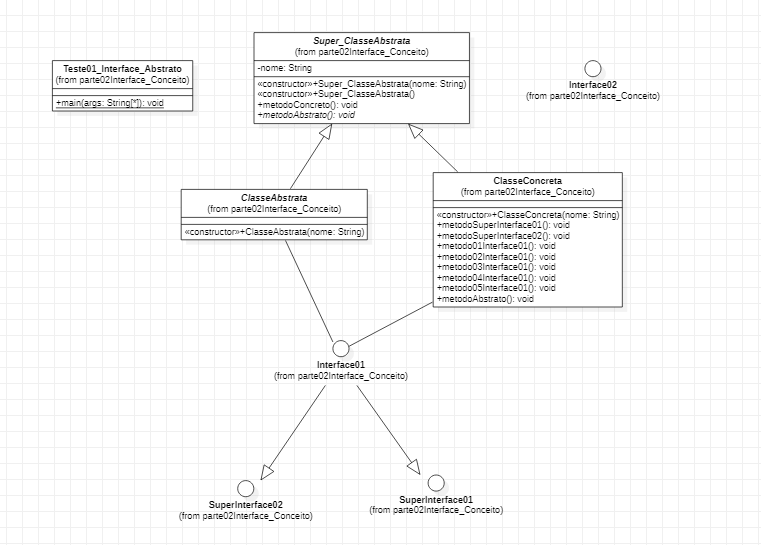 Super_ClasseAbstrata
(from parte02Interface_Conceito)
-nome: String
«constructor»+Super_ClasseAbstrata(nome: String)
«constructor»+Super_ClasseAbstrata()
+metodoConcreto(): void
+metodoAbstrato(): void
Teste01_Interface_Abstrato
(from parte02Interface_Conceito)
+main(args: String[*]): void
Interface02
(from parte02Interface_Conceito)
ClasseAbstrata
(from parte02Interface_Conceito)
«constructor»+ClasseAbstrata(nome: String)
ClasseConcreta
(from parte02Interface_Conceito)
«constructor»+ClasseConcreta(nome: String)
+metodoSuperInterface01(): void
+metodoSuperInterface02(): void
+metodo01Interface01(): void
+metodo02Interface01(): void
+metodo03Interface01(): void
+metodo04Interface01(): void
+metodo05Interface01(): void
+metodoAbstrato(): void
Interface01
(from parte02Interface_Conceito)
SuperInterface02
(from parte02Interface_Conceito)
SuperInterface01
(from parte02Interface_Conceito)